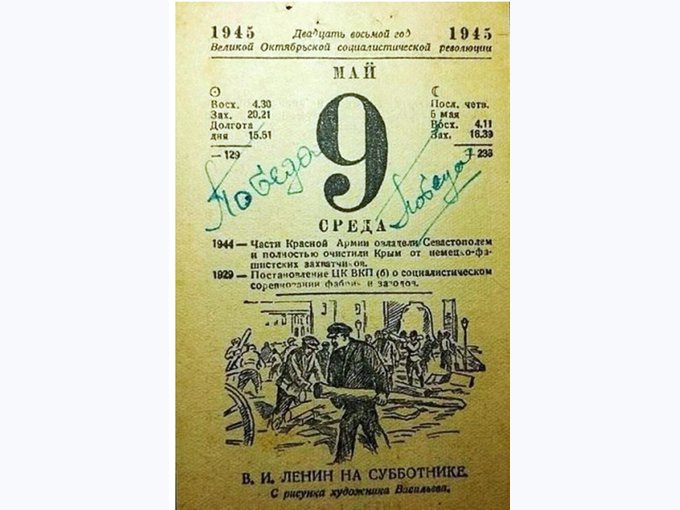 1945 Двадцать восьмой год 1945
Великой Октябрьской социалистической революции
МАЙ
Восх. 4.30
Зах. 20.21
Долгота
дня 15.51
—129
9
Посл. четв.
5 мая
Восх. 4.11
Зах. 16.39
—236
Победа
Победа
СРЕДА
1944 — Части Красной Армии овладели Севастополем
и полностью очистили Крым от немецко-фа-
шистских захватчиков.
1929 — Постановление ЦК ВКП (б) о социалистическом
соревновании фабрик и заводов.
В. И. ЛЕНИН НА СУББОТНИКЕ.
С рисунка художника Васильева.